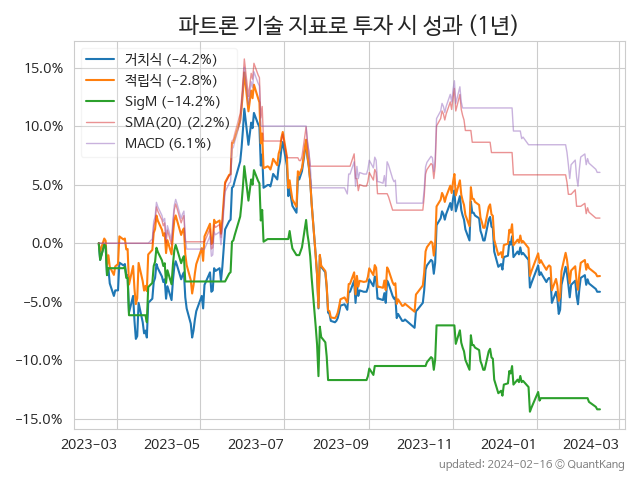 파트론 기술 지표로 투자 시 성과 (1년)
거치식 (−4.2%)
적립식 (−2.8%)
SigM (−14.2%)
SMA(20) (2.2%)
MACD (6.1%)
15.0%
10.0%
5.0%
0.0%
−5.0%
−10.0%
−15.0%
2023-03 2023-05 2023-07 2023-09 2023-11 2024-01 2024-03
updated: 2024-02-16 ⓒ QuantKang